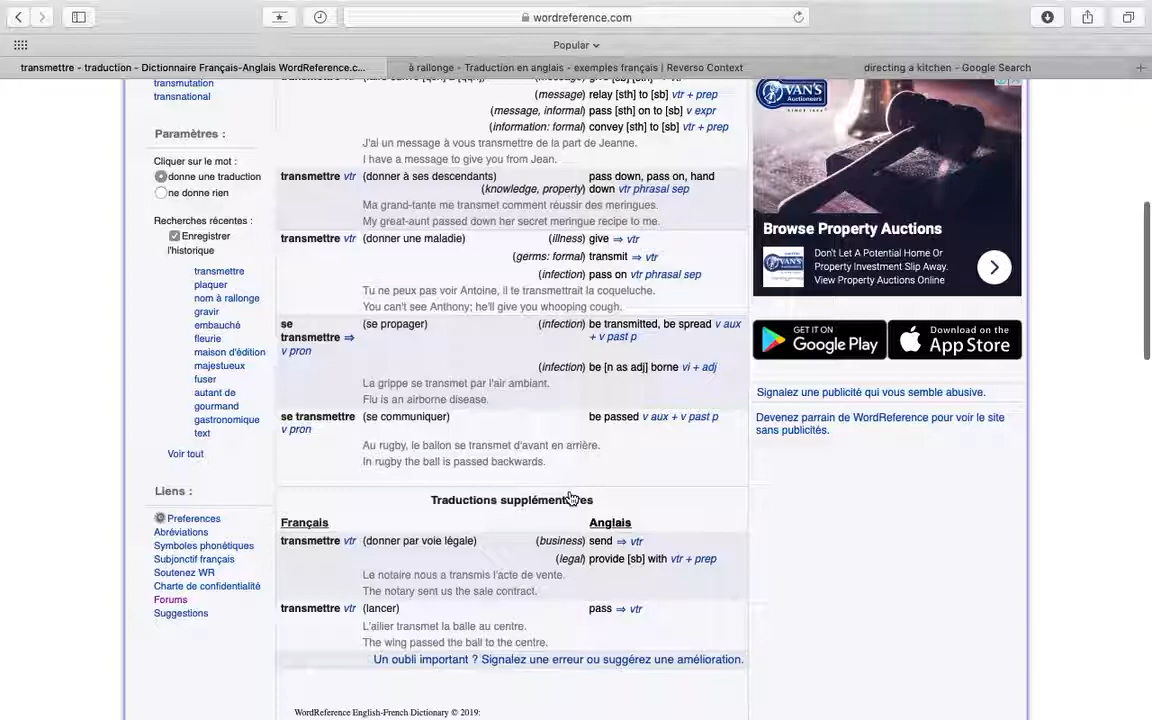 wordreference.com
Popular
transmettre - traduction - Dictionnaire Français-Anglais WordReference.c...
à rallonge - Traduction en anglais - exemples français | Reverso Context
directing a kitchen - Google Search
transmutation
transnational
Paramètres :
Cliquer sur le mot :
donne une traduction
ne donne rien
Recherches récentes :
Enregistrer
l'historique
transmettre
plaquer
nom à rallonge
gravir
embauché
fleurie
maison d'édition
majestueux
fuser
autant de
gourmand
gastronomique
text
Voir tout
Liens :
Preferences
Abréviations
Symboles phonétiques
Subjonctif français
Soutenez WR
Charte de confidentialité
Forums
Suggestions
(message) relay [sth] to [sb] vtr + prep
(message, informal) pass [sth] on to [sb] v expr
(information: formal) convey [sth] to [sb] vtr + prep
J'ai un message à vous transmettre de la part de Jeanne.
I have a message to give you from Jean.
transmettre vtr (donner à ses descendants) pass down, pass on, hand
(knowledge, property) down vtr phrasal sep
Ma grand-tante me transmet comment réussir des meringues.
My great-aunt passed down her secret meringue recipe to me.
transmettre vtr (donner une maladie) (illness) give ⇒ vtr
(germs: formal) transmit ⇒ vtr
(infection) pass on vtr phrasal sep
Tu ne peux pas voir Antoine, il te transmettrait la coqueluche.
You can't see Anthony; he'll give you whooping cough.
se (se propager) (infection) be transmitted, be spread v aux
transmettre ⇒ + v past p
v pron
(infection) be [n as adj] borne vi + adj
La grippe se transmet par l'air ambiant.
Flu is an airborne disease.
se transmettre (se communiquer) be passed v aux + v past p
v pron
Au rugby, le ballon se transmet d'avant en arrière.
In rugby the ball is passed backwards.
Traductions supplémentaires
Français Anglais
transmettre vtr (donner par voie légale) (business) send ⇒ vtr
(legal) provide [sb] with vtr + prep
Le notaire nous a transmis l'acte de vente.
The notary sent us the sale contract.
transmettre vtr (lancer) pass ⇒ vtr
L'ailier transmet la balle au centre.
The wing passed the ball to the centre.
Un oubli important ? Signalez une erreur ou suggérez une amélioration.
WordReference English-French Dictionary © 2019:
VAN'S
Auctioneers
Browse Property Auctions
VAN'S
Don't Let A Potential Home Or
Property Investment Slip Away.
View Property Auctions Online
GET IT ON
Google Play
Download on the
App Store
Signalez une publicité qui vous semble abusive.
Devenez parrain de WordReference pour voir le site
sans publicités.